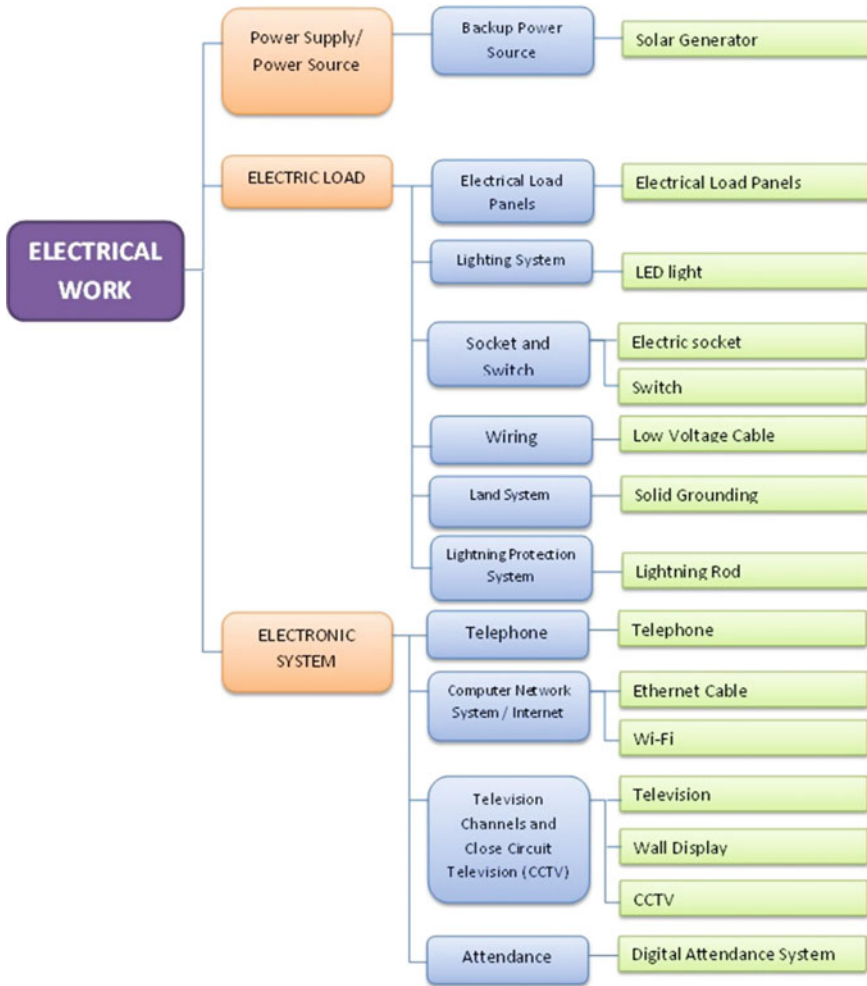 Power Supply/
Power Source
Backup Power
Source
Solar Generator
ELECTRIC LOAD
Electrical Load
Panels
Electrical Load Panels
ELECTRICAL
WORK
Lighting System
LED light
Socket and
Switch
Electric socket
Switch
Wiring
Low Voltage Cable
Land System
Solid Grounding
Lightning Protection
System
Lightning Rod
ELECTRONIC
SYSTEM
Telephone
Telephone
Computer Network
System / Internet
Ethernet Cable
Wi-Fi
Television
Channels and
Close Circuit
Television (CCTV)
Television
Wall Display
CCTV
Attendance
Digital Attendance System